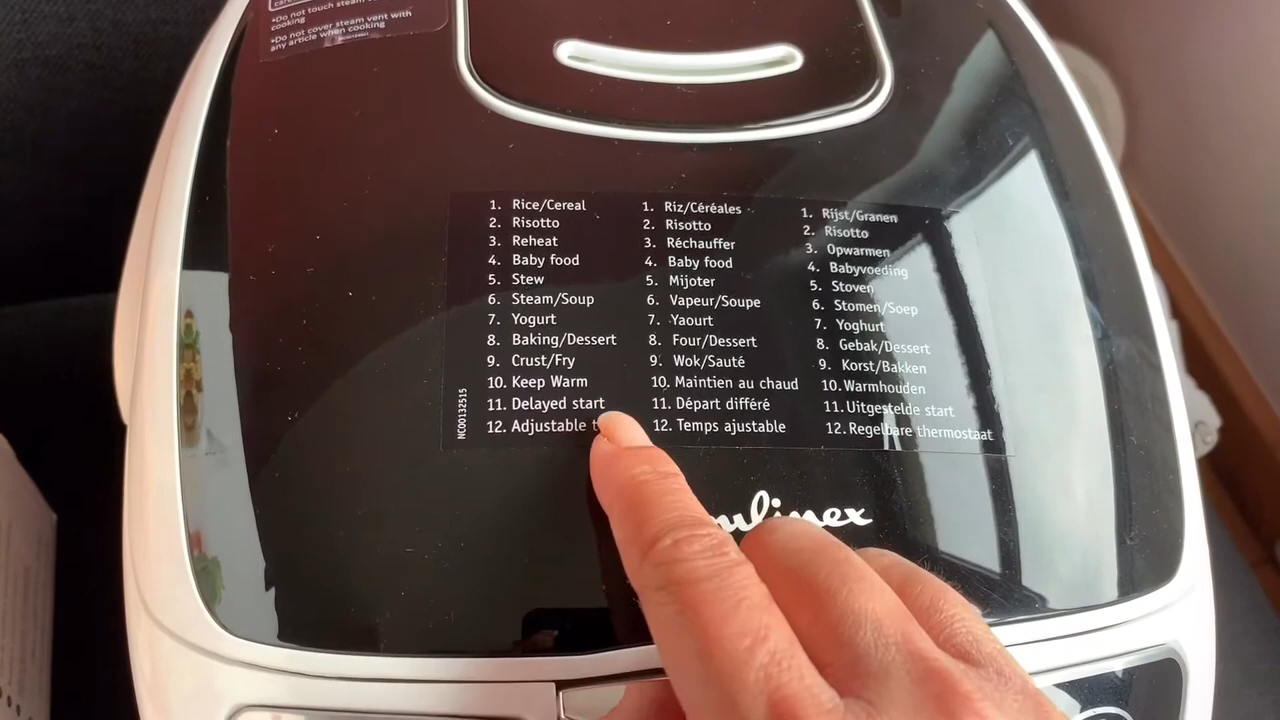 *Do not touch steam
cooking
*Do not cover steam vent with
any article when cooking
1. Rice/Cereal
2. Risotto
3. Reheat
4. Baby food
5. Stew
6. Steam/Soup
7. Yogurt
8. Baking/Dessert
9. Crust/Fry
10. Keep Warm
11. Delayed start
12. Adjustable
1. Riz/Céréales
2. Risotto
3. Réchauffer
4. Baby food
5. Mijoter
6. Vapeur/Soupe
7. Yaourt
8. Four/Dessert
9. Wok/Sauté
10. Maintien au chaud
11. Départ différé
12. Temps ajustable
1. Rijst/Granen
2. Risotto
3. Opwarmen
4. Babyvoeding
5. Stoven
6. Stomen/Soep
7. Yoghurt
8. Gebak/Dessert
9. Korst/Bakken
10. Warmhouden
11. Uitgestelde start
12. Regelbare thermostaat
NC00132515